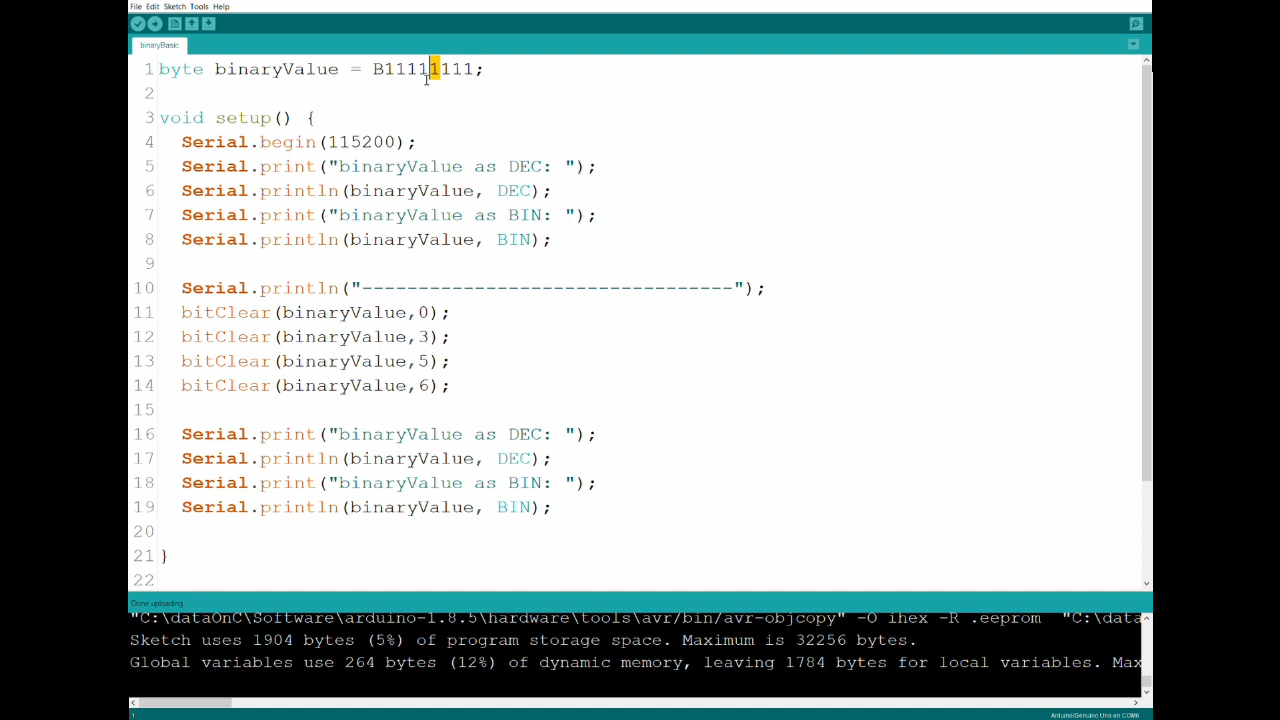 File Edit Sketch Tools Help
binaryBasic
1 byte binaryValue = B11111111;
2
3 void setup() {
4 Serial.begin(115200);
5 Serial.print("binaryValue as DEC: ");
6 Serial.println(binaryValue, DEC);
7 Serial.print("binaryValue as BIN: ");
8 Serial.println(binaryValue, BIN);
9
10 Serial.println("---------------------------------");
11 bitClear(binaryValue,0);
12 bitClear(binaryValue,3);
13 bitClear(binaryValue,5);
14 bitClear(binaryValue,6);
15
16 Serial.print("binaryValue as DEC: ");
17 Serial.println(binaryValue, DEC);
18 Serial.print("binaryValue as BIN: ");
19 Serial.println(binaryValue, BIN);
20
21 }
22
Done uploading.
"C:\dataOnC\Software\arduino-1.8.5\hardware\tools\avr/bin/avr-objcopy" -O ihex -R .eeprom "C:\data
Sketch uses 1904 bytes (5%) of program storage space. Maximum is 32256 bytes.
Global variables use 264 bytes (12%) of dynamic memory, leaving 1784 bytes for local variables. Max
1 Arduino/Genuino Uno en COM6